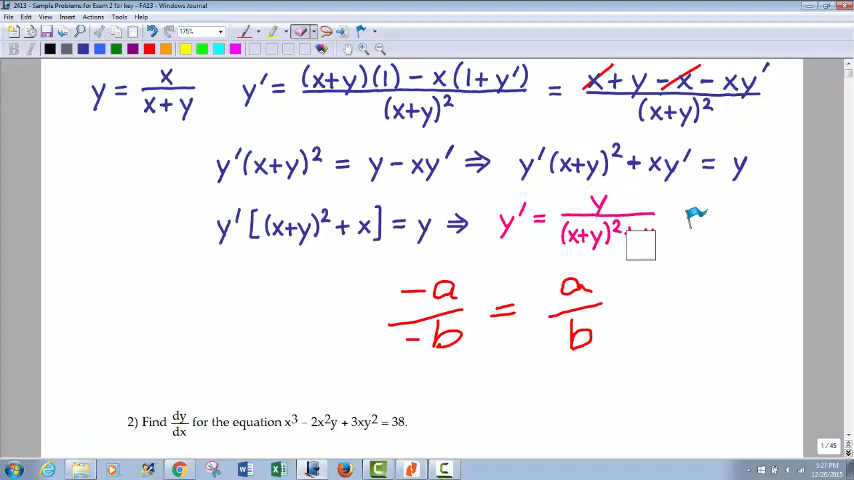 2413 - Sample Problems for Exam 2 for key - FA13 - Windows Journal
File Edit View Insert Actions Tools Help
175%
B
y = x/(x+y) y' = ((x+y)(1) - x(1+y'))/(x+y)² = (x + y - x - xy')/(x+y)²
y'(x+y)² = y - xy' ⇒ y'(x+y)² + xy' = y
y'[(x+y)² + x] = y ⇒ y' = y/(x+y)²
-a/-b = a/b
2) Find dy/dx for the equation x³ - 2x²y + 3xy² = 38.
1 / 45
3:27 PM
12/26/2015